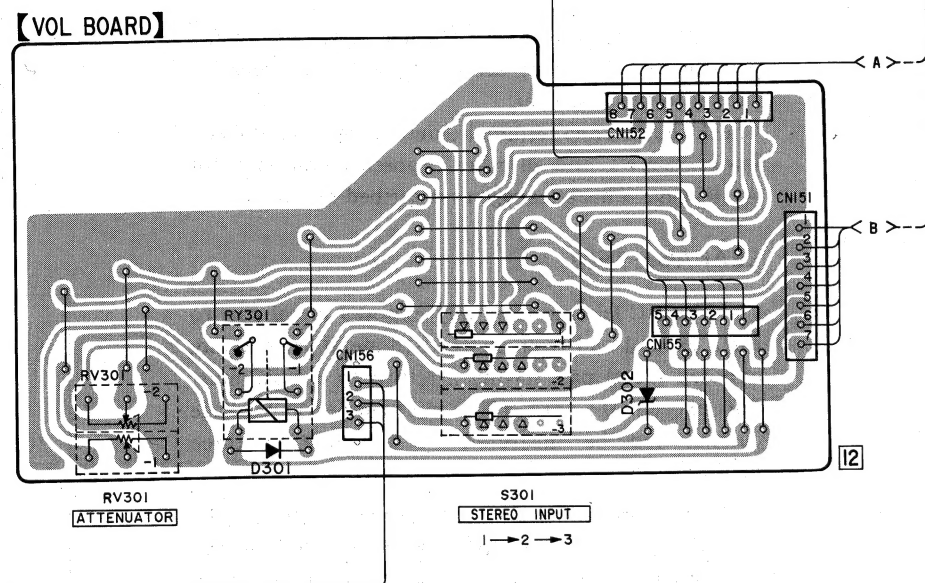 【VOL BOARD】
A
8 7 6 5 4 3 2 1
CN152
CN151
1
2
3
4
5
6
B
RY301
-2 -1
5 4 3 2 1
CN155
-1
CN156
1
2
3
-2
D302
RV301
-2
-1
-3
D301
12
RV301
ATTENUATOR
S301
STEREO INPUT
1→2→3